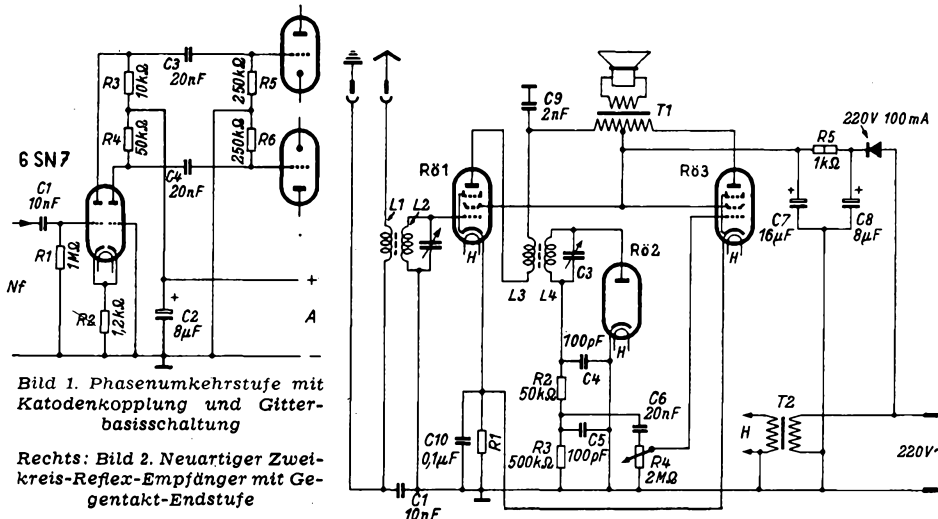 C3
20nF
R3
10kΩ
R5
250kΩ
R4
50kΩ
R6
250kΩ
C4
20nF
6 SN 7
C1
10nF
R1
1MΩ
Nf
R2
1,2kΩ
C2
8µF
+
+
A
–
Bild 1. Phasenumkehrstufe mit
Katodenkopplung und Gitter-
basisschaltung
Rechts: Bild 2. Neuartiger Zwei-
kreis-Reflex-Empfänger mit Ge-
gentakt-Endstufe
C9
2nF
T1
220V 100mA
R5
1kΩ
Rö1
Rö3
+
+
C7
16µF
C8
8µF
L1
L2
H
H
C3
Rö2
L3
L4
H
100pF
C4
R2
50kΩ
C6
20nF
C10
0,1µF
R1
R3
500kΩ
C5
100pF
R4
2MΩ
T2
H
220V~
C1
10nF